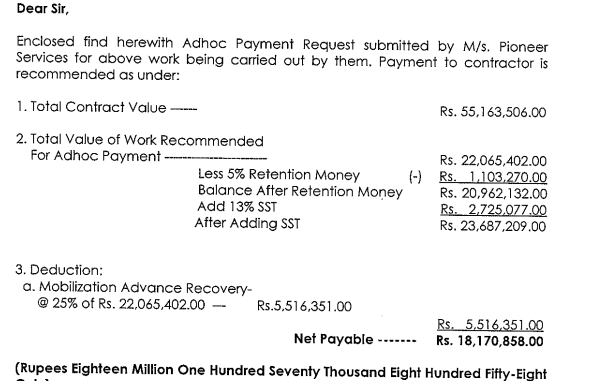 Dear Sir,
Enclosed find herewith Adhoc Payment Request submitted by M/s. Pioneer
Services for above work being carried out by them. Payment to contractor is
recommended as under:
1. Total Contract Value ----- Rs. 55,163,506.00
2. Total Value of Work Recommended
For Adhoc Payment -------------------------- Rs. 22,065,402.00
Less 5% Retention Money (-) Rs. 1,103,270.00
Balance After Retention Money Rs. 20,962,132.00
Add 13% SST Rs. 2,725,077.00
After Adding SST Rs. 23,687,209.00
3. Deduction:
a. Mobilization Advance Recovery-
@ 25% of Rs. 22,065,402.00 --- Rs.5,516,351.00
Rs. 5,516,351.00
Net Payable ------- Rs. 18,170,858.00
(Rupees Eighteen Million One Hundred Seventy Thousand Eight Hundred Fifty-Eight